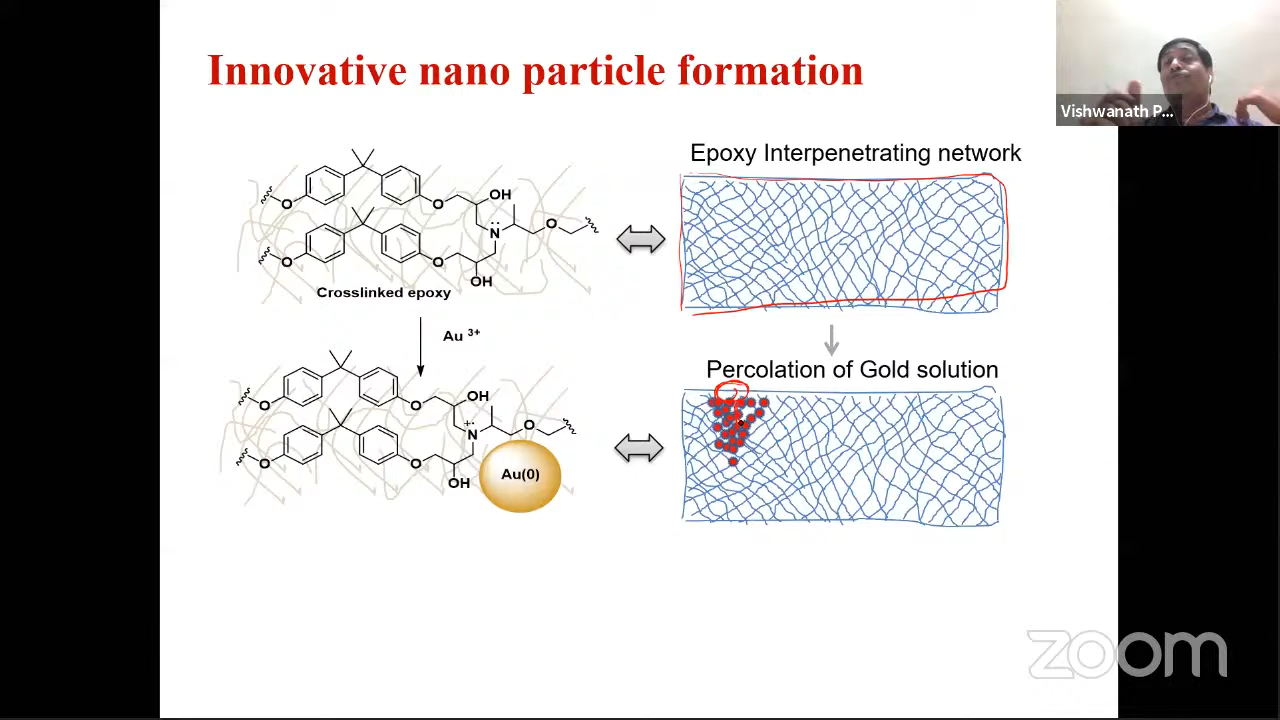 Innovative nano particle formation
Vishwanath P...
Epoxy Interpenetrating network
OH
O
N
O
O
O
OH
Crosslinked epoxy
Au 3+
Percolation of Gold solution
OH
O
O
+
N
O
O
O
Au(0)
OH
zoom